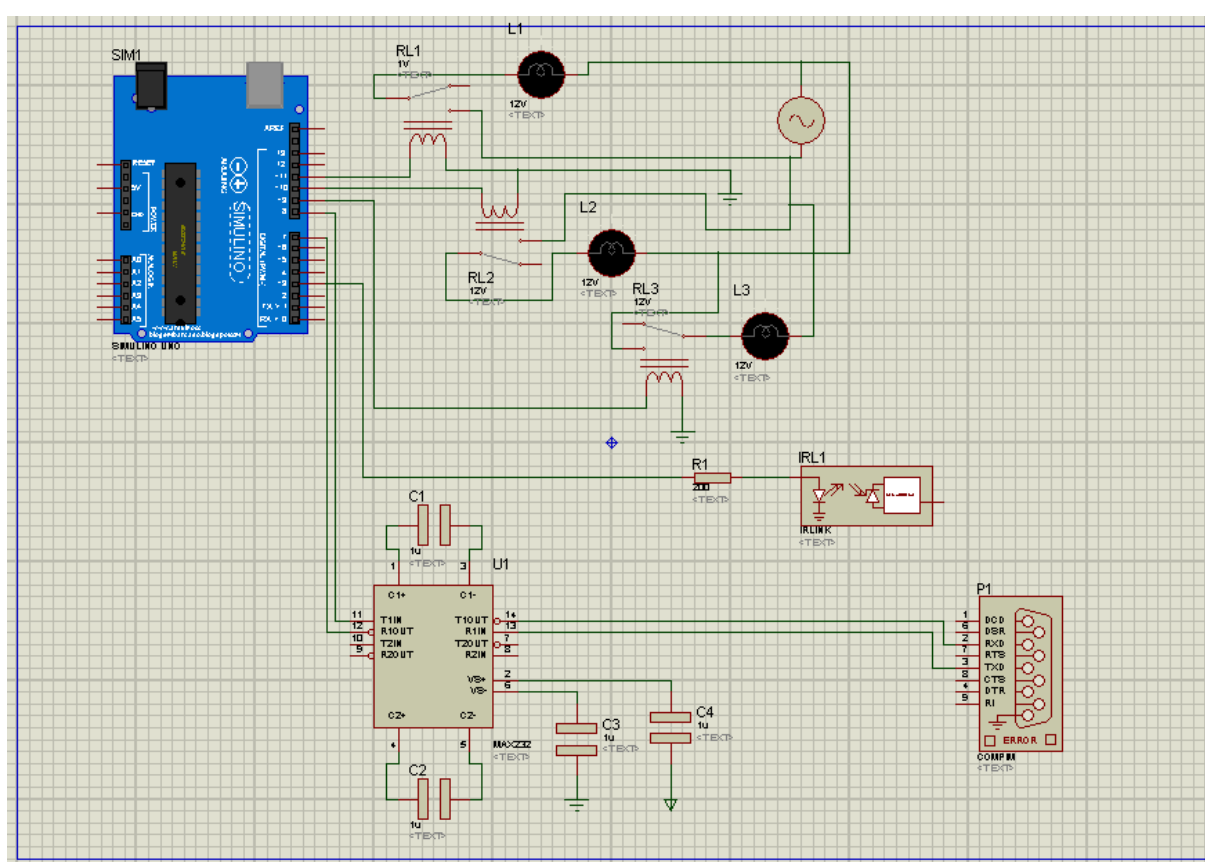 L1
SIM1
RL1
1V
<TEXT>
12V
<TEXT>
AREF
13
12
11
10
9
8
RESET
5V
GND
POWER
ARDUINO
SIMULINO
DIGITAL (PWM~)
7
6
5
4
3
2
TX > 1
RX < 0
ANALOG IN
A0
A1
A2
A3
A4
A5
SIMULINO UNO
<TEXT>
L2
12V
<TEXT>
RL2
12V
<TEXT>
RL3
12V
<TEXT>
L3
12V
<TEXT>
R1
200
<TEXT>
IRL1
IRLINK
<TEXT>
C1
1u
<TEXT>
U1
1
3
C1+
C1-
11
T1IN
T1OUT
14
12
R1OUT
R1IN
13
10
T2IN
T2OUT
7
9
R2OUT
R2IN
8
VS+
2
VS-
6
C2+
C2-
4
5
MAX232
<TEXT>
C2
1u
<TEXT>
C3
1u
<TEXT>
C4
1u
<TEXT>
P1
1
DCD
6
DSR
2
RXD
7
RTS
3
TXD
8
CTS
4
DTR
9
RI
ERROR
COMPIM
<TEXT>